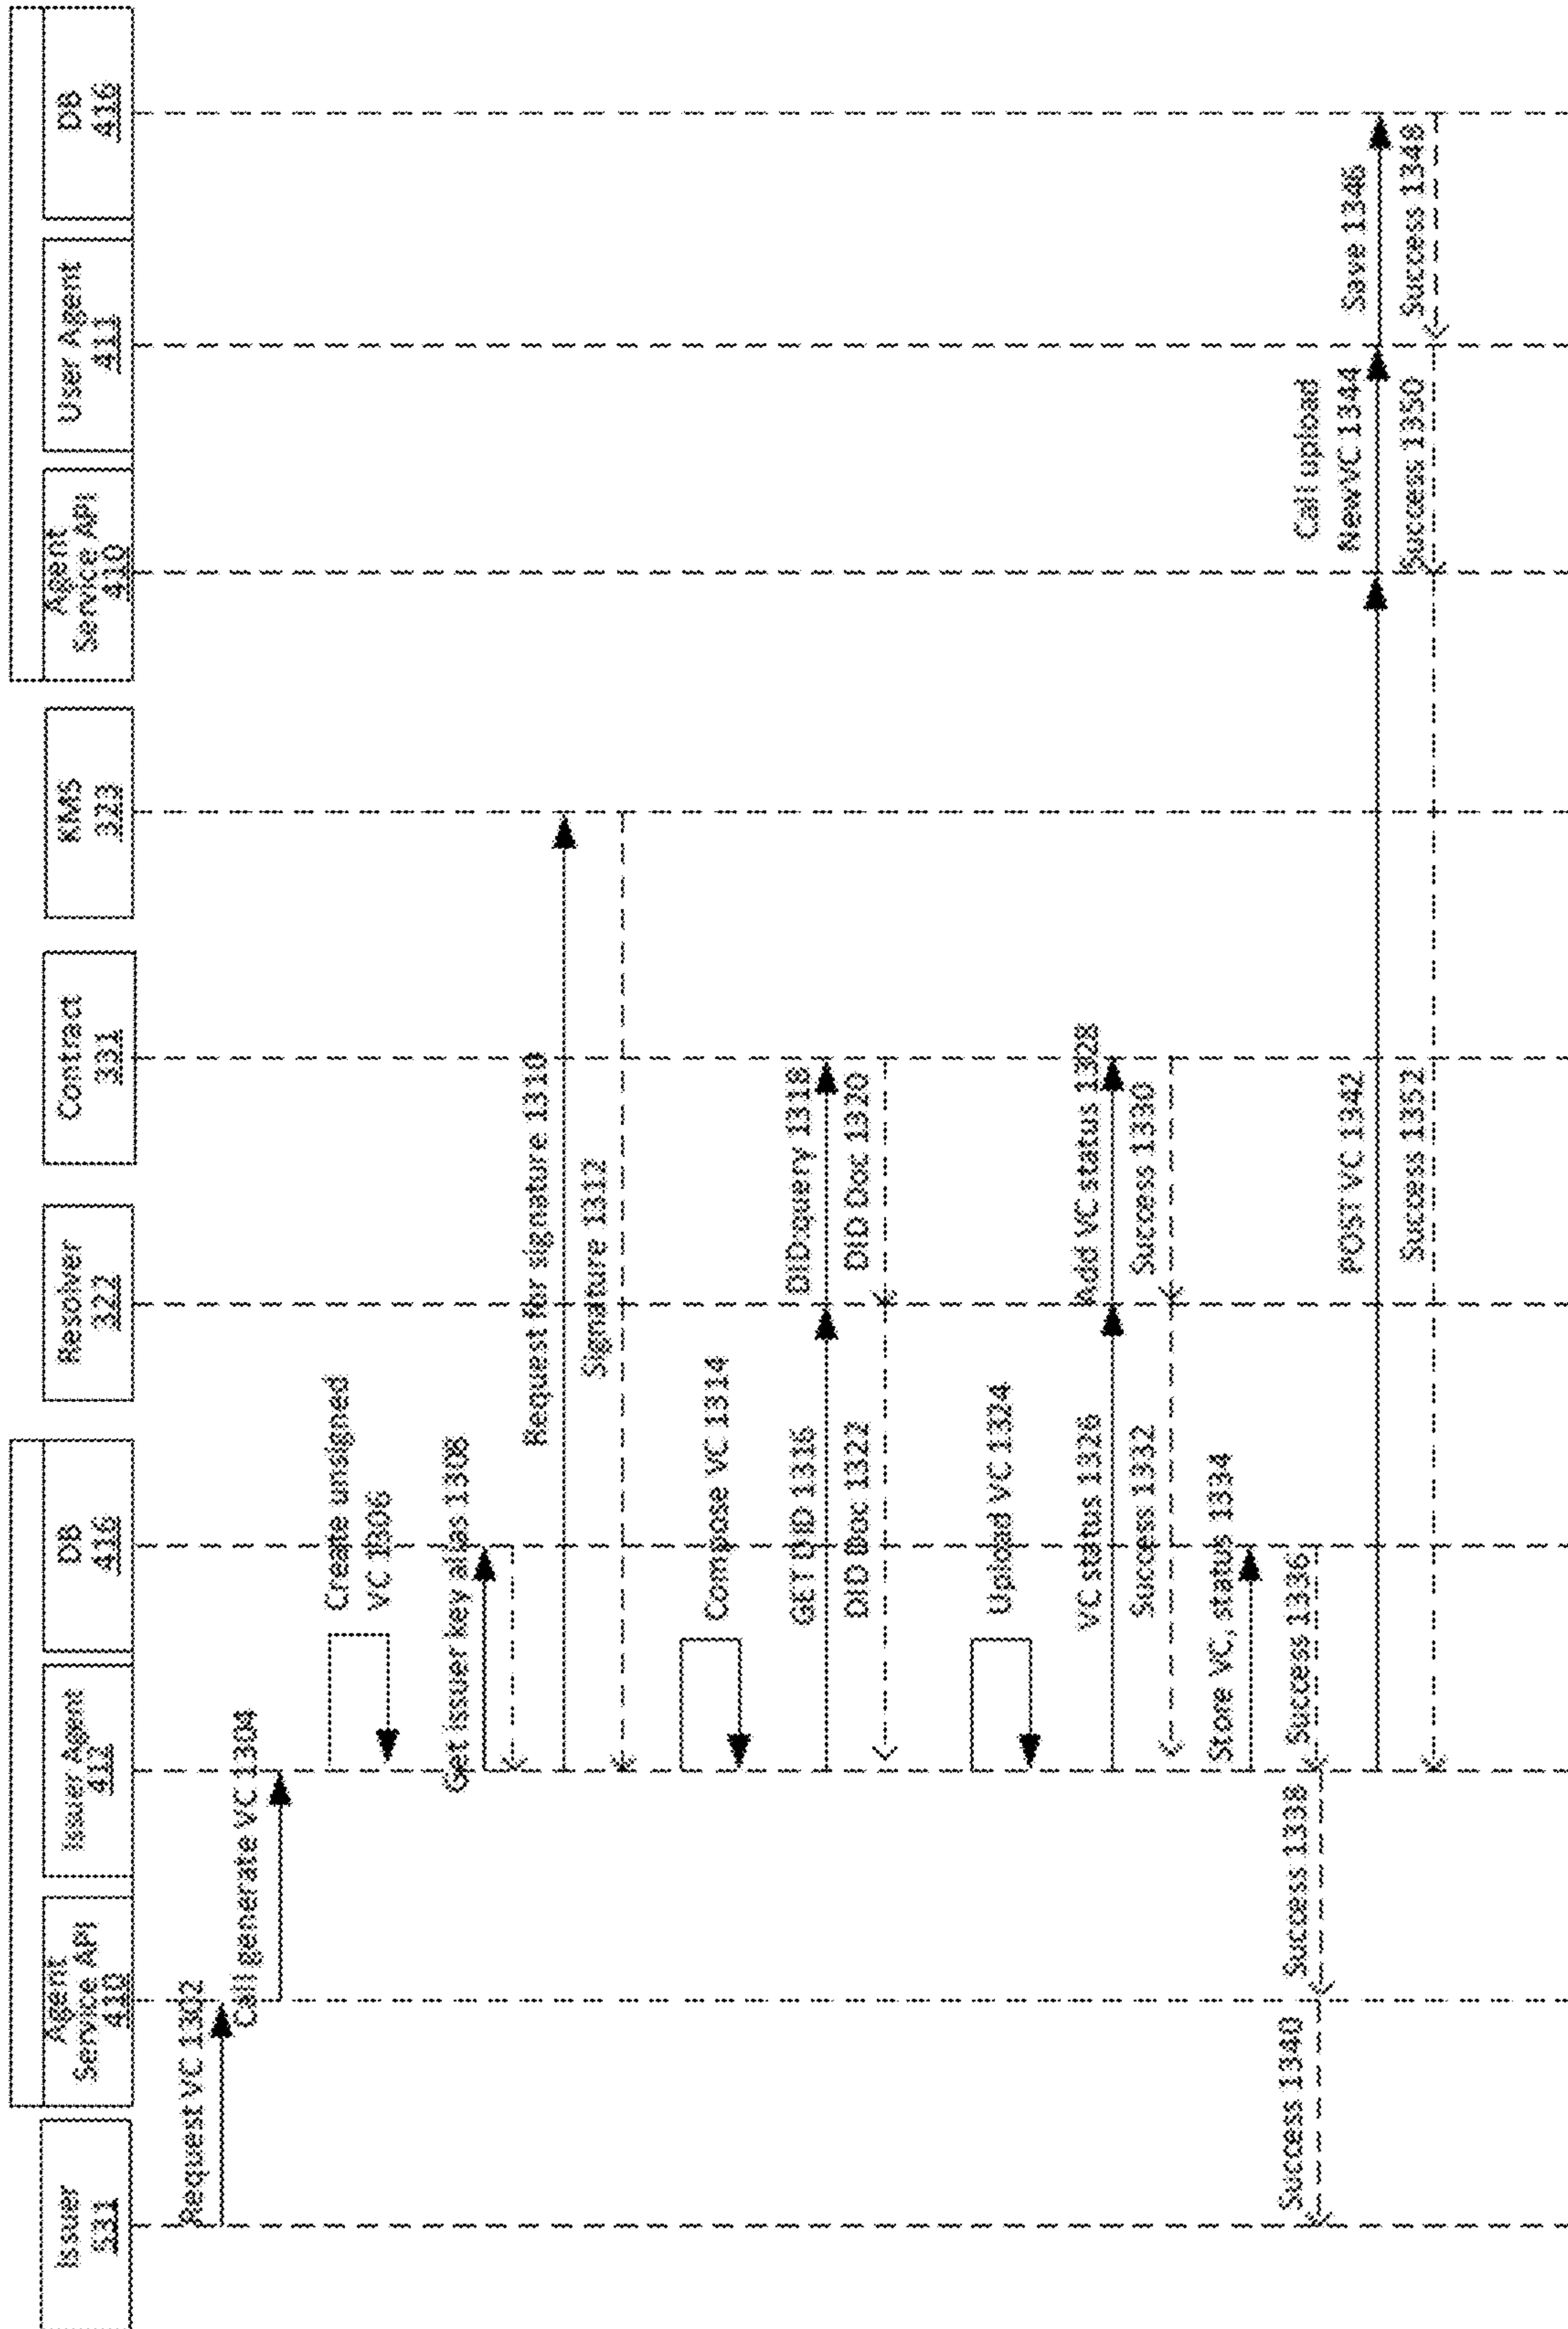 Issuer
531
Agent
Service API
410
Issuer Agent
412
DB
416
Resolver
322
Contract
331
KMS
323
Agent
Service API
410
User Agent
411
DB
416
Request VC 1302
Call generate VC 1304
Create unsigned
VC 1306
Get issuer key alias 1308
Request for signature 1310
Signature 1312
Compose VC 1314
GET DID 1316
DID:query 1318
DID Doc 1322
DID Doc 1320
Upload VC 1324
VC status 1326
Add VC status 1328
Success 1332
Success 1330
Store VC, status 1334
Success 1340
Success 1338
Success 1336
POST VC 1342
Call upload
NewVC 1344
Save 1346
Success 1352
Success 1350
Success 1348